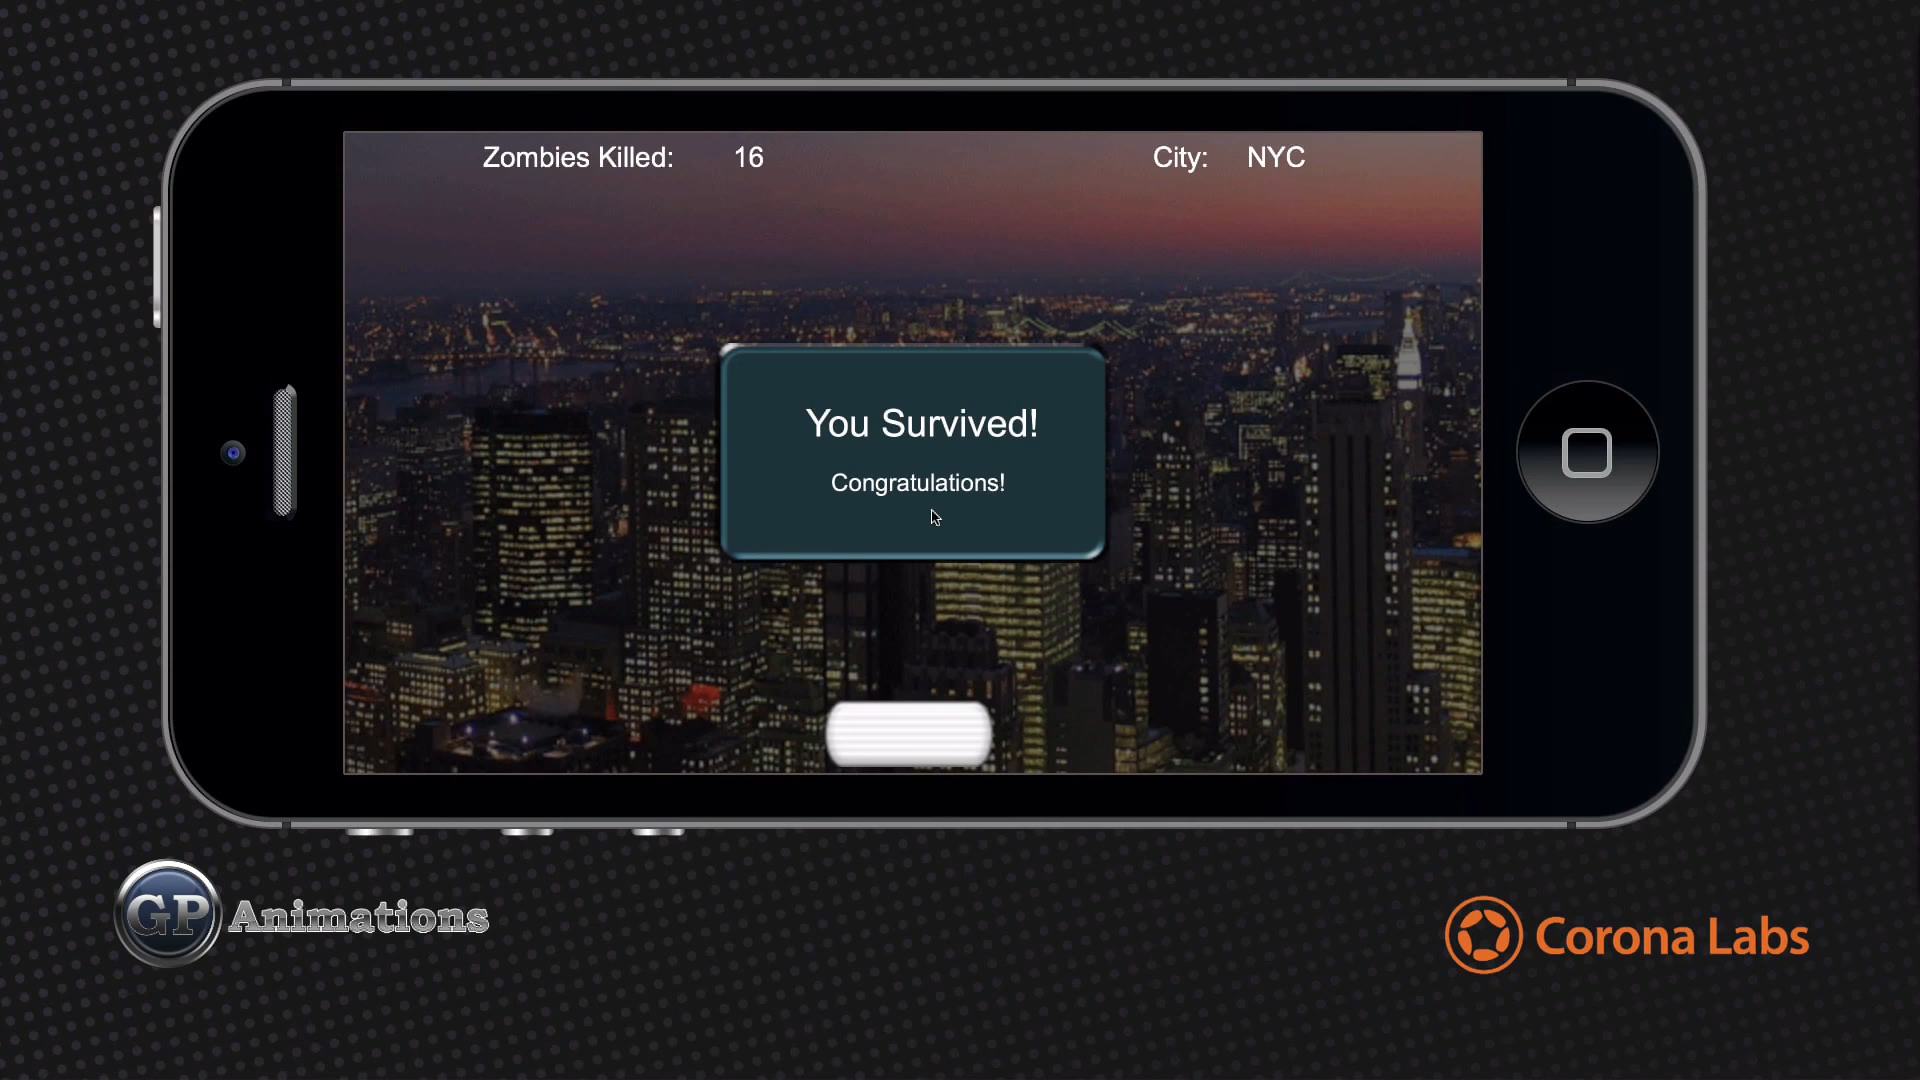 Zombies Killed: 16 City: NYC
You Survived!
Congratulations!
GP Animations
Corona Labs